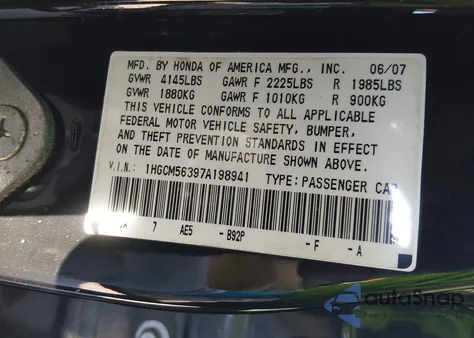 MFD. BY HONDA OF AMERICA MFG., INC. 06/07
GVWR 4145LBS GAWR F 2225LBS R 1985LBS
GVWR 1880KG GAWR F 1010KG R 900KG
THIS VEHICLE CONFORMS TO ALL APPLICABLE
FEDERAL MOTOR VEHICLE SAFETY, BUMPER,
AND THEFT PREVENTION STANDARDS IN EFFECT
ON THE DATE OF MANUFACTURE SHOWN ABOVE.
V.I.N.: 1HGCM56397A198941 TYPE: PASSENGER CAR
7 AE5 -B92P -F -A
autoSnap